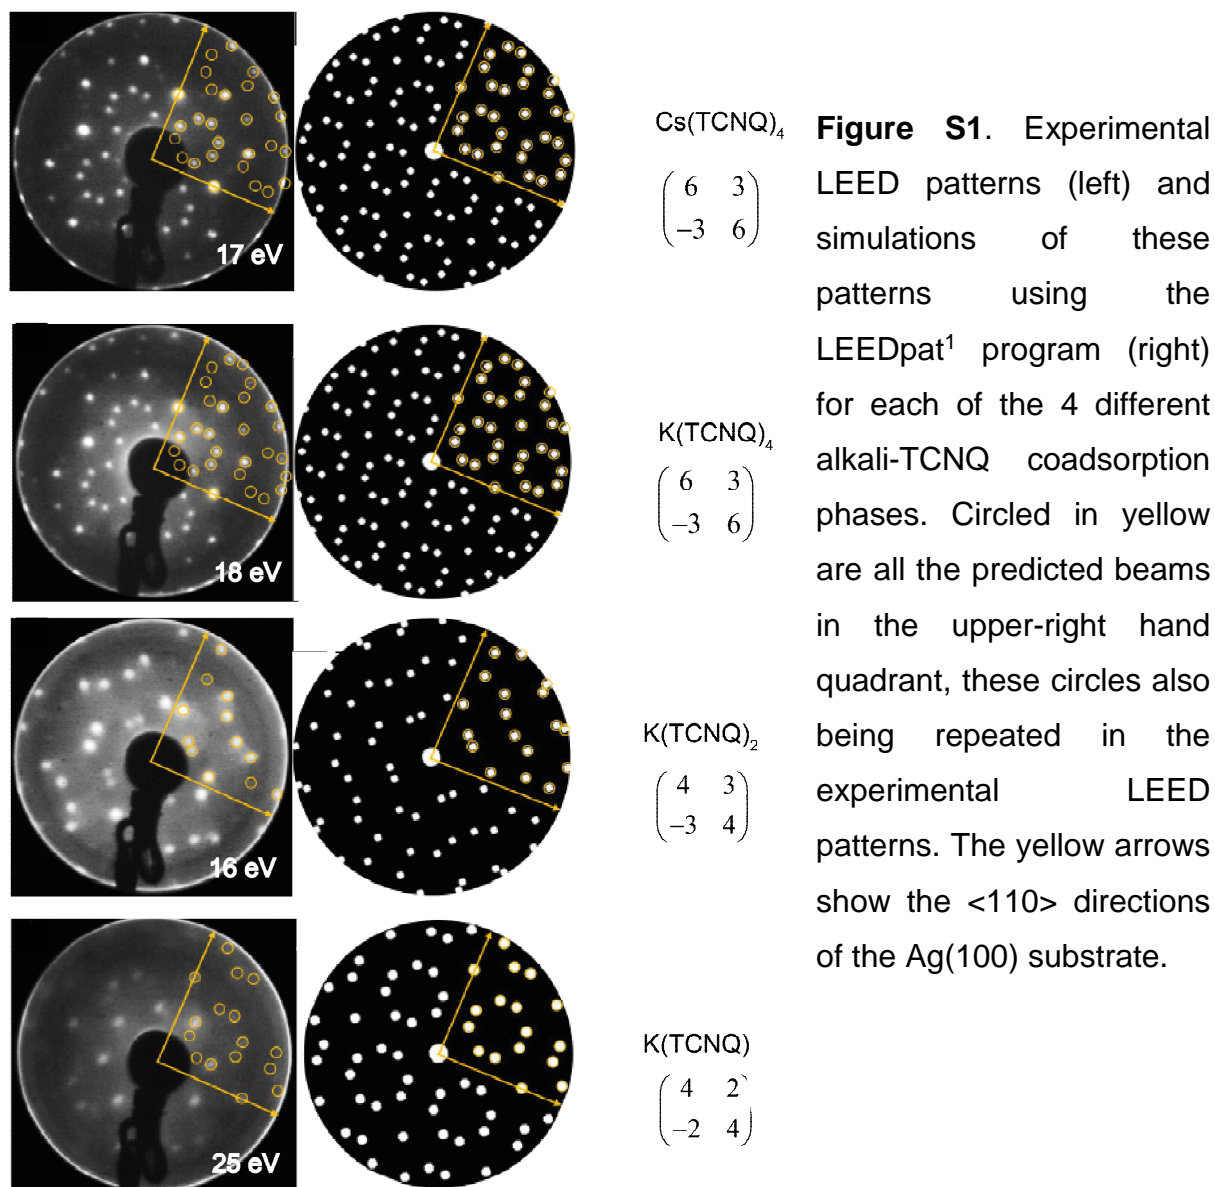 17 eV
Cs(TCNQ)₄
6 3
−3 6
18 eV
K(TCNQ)₄
6 3
−3 6
16 eV
K(TCNQ)₂
4 3
−3 4
25 eV
K(TCNQ)
4 2
−2 4
Figure S1. Experimental
LEED patterns (left) and
simulations of these
patterns using the
LEEDpat¹ program (right)
for each of the 4 different
alkali-TCNQ coadsorption
phases. Circled in yellow
are all the predicted beams
in the upper-right hand
quadrant, these circles also
being repeated in the
experimental LEED
patterns. The yellow arrows
show the <110> directions
of the Ag(100) substrate.